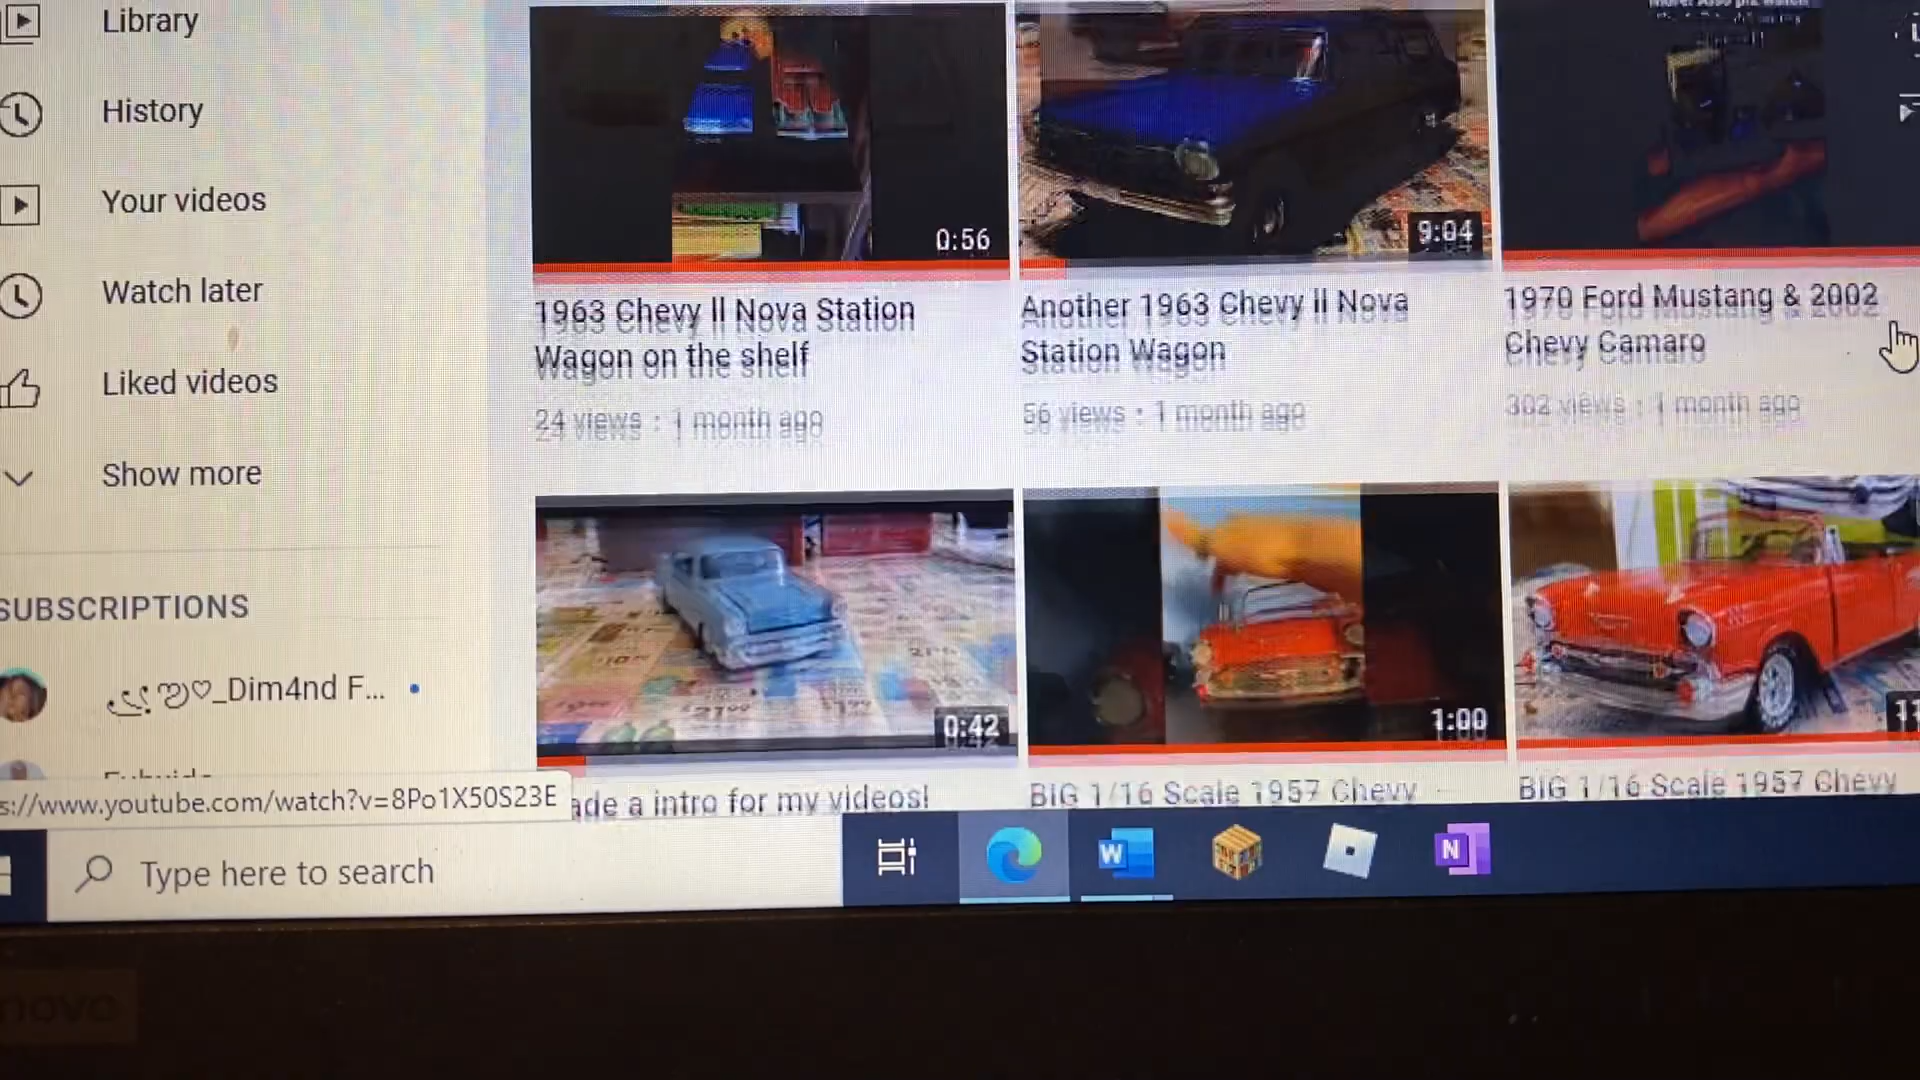 Library
History
Your videos
Watch later
Liked videos
Show more
SUBSCRIPTIONS
_Dim4nd F...
0:56
9:04
1963 Chevy II Nova Station
Wagon on the shelf
24 views · 1 month ago
Another 1963 Chevy II Nova
Station Wagon
56 views · 1 month ago
1970 Ford Mustang & 2002
Chevy Camaro
302 views · 1 month ago
0:42
1:00
11
ade a intro for my videos!
BIG 1/16 Scale 1957 Chevy
BIG 1/16 Scale 1957 Chevy
s://www.youtube.com/watch?v=8Po1X50S23E
Type here to search
W
N